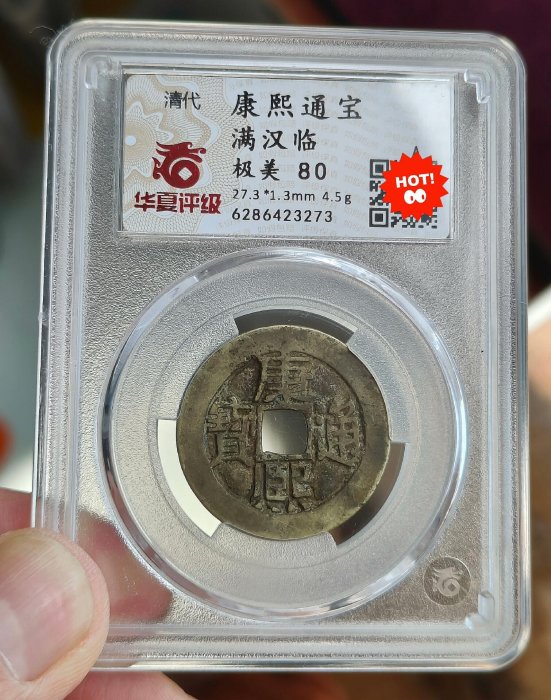 清代
康熙通宝
满汉临
极美 80
27.3*1.3mm 4.5g
6286423273
华夏评级
HOT!
康熙通寶